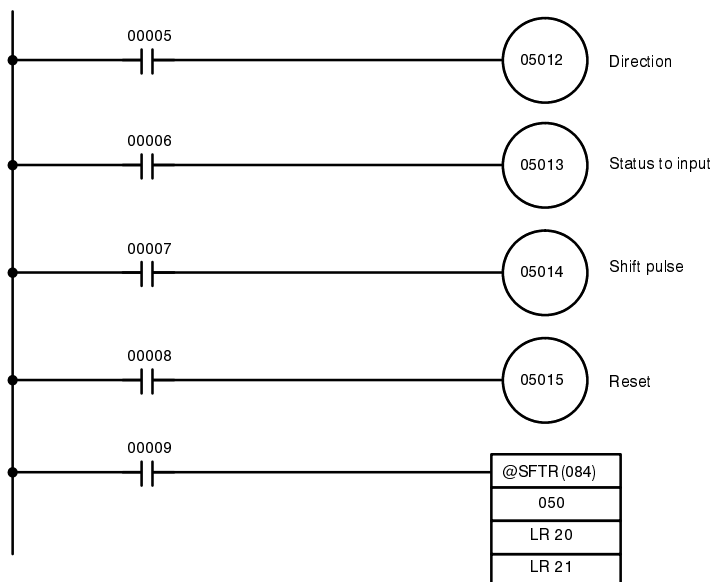 00005
05012 Direction
00006
05013 Status to input
00007
05014 Shift pulse
00008
05015 Reset
00009
@SFTR(084)
050
LR 20
LR 21